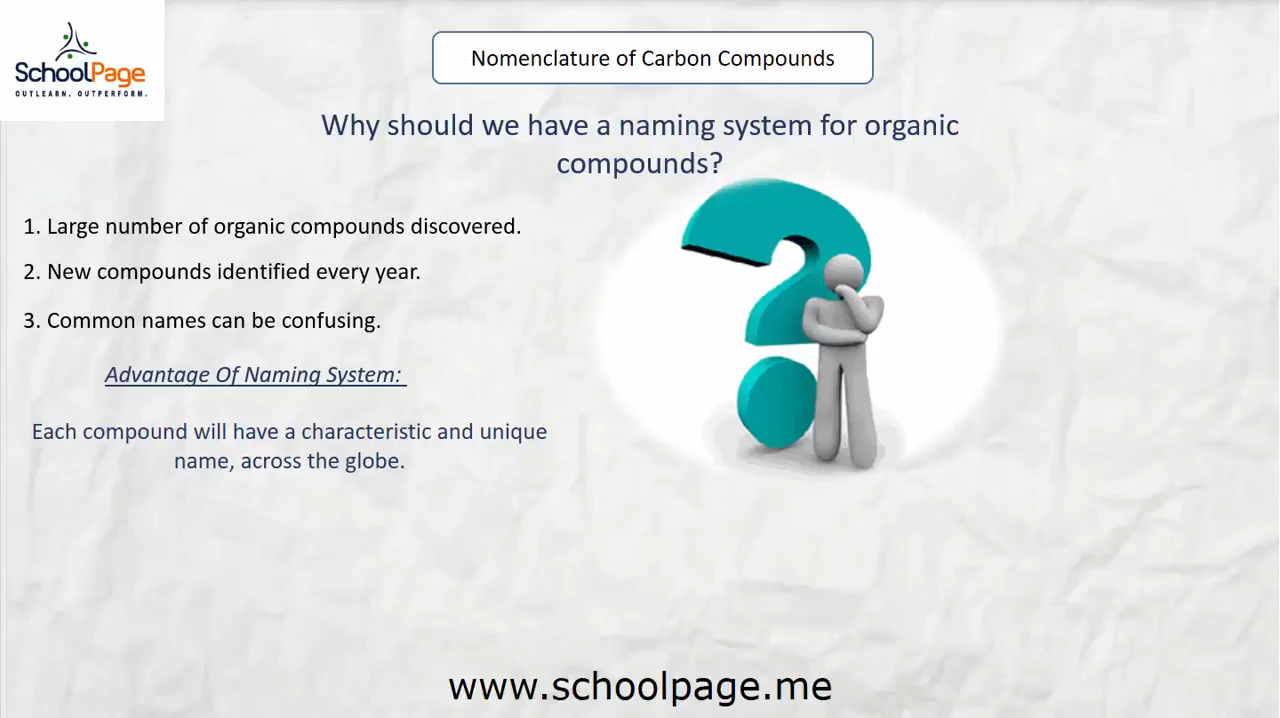 SchoolPage
OUTLEARN. OUTPERFORM.
Nomenclature of Carbon Compounds
Why should we have a naming system for organic
compounds?
1. Large number of organic compounds discovered.
2. New compounds identified every year.
3. Common names can be confusing.
Advantage Of Naming System:
Each compound will have a characteristic and unique
name, across the globe.
www.schoolpage.me